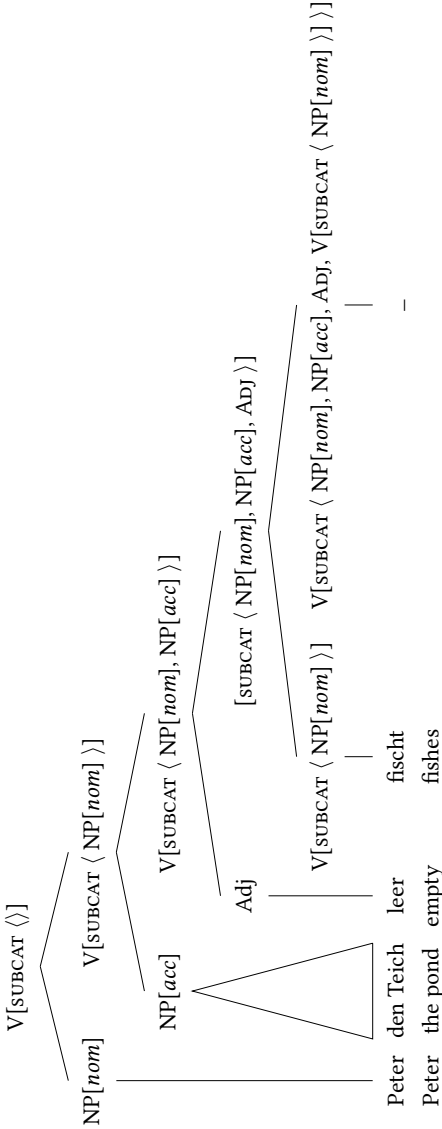 V[SUBCAT ⟨⟩]
NP[nom] V[SUBCAT ⟨ NP[nom] ⟩]
NP[acc] V[SUBCAT ⟨ NP[nom], NP[acc] ⟩]
Adj [SUBCAT ⟨ NP[nom], NP[acc], ADJ ⟩]
V[SUBCAT ⟨ NP[nom] ⟩] V[SUBCAT ⟨ NP[nom], NP[acc], ADJ, V[SUBCAT ⟨ NP[nom] ⟩] ⟩]
Peter den Teich leer fischt –
Peter the pond empty fishes